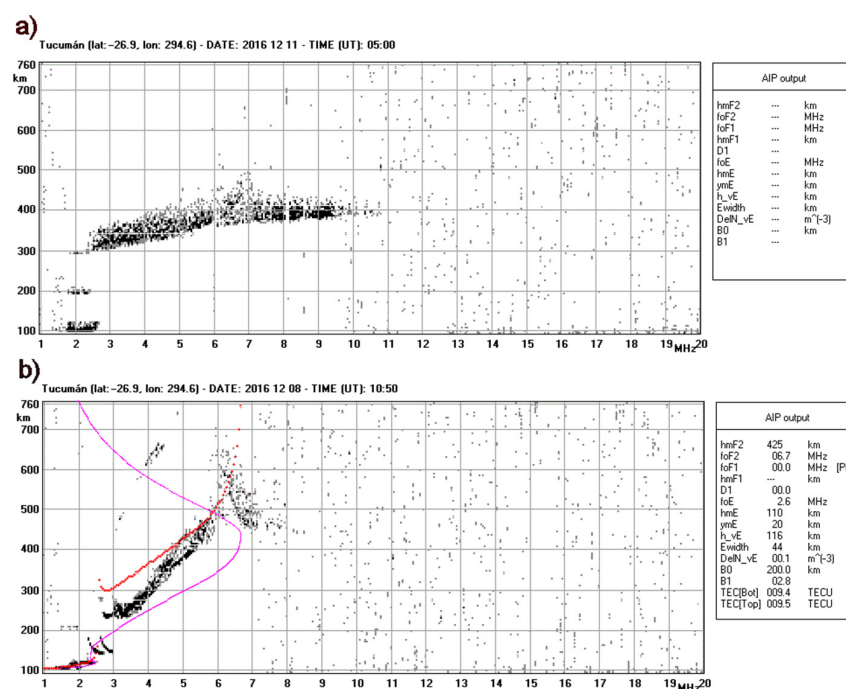 a)
Tucumán (lat: -26.9, lon: 294.6) - DATE: 2016 12 11 - TIME (UT): 05:00
760
km
700
600
500
400
300
200
100
1 2 3 4 5 6 7 8 9 10 11 12 13 14 15 16 17 18 19 20
MHz
AIP output
hmF2 --- km
foF2 --- MHz
foF1 --- MHz
hmF1 --- km
D1 ---
foE --- MHz
hmE --- km
ymE --- km
h_vE --- km
Ewidth --- km
DelN_vE --- m^(-3)
B0 --- km
B1 ---
b)
Tucumán (lat: -26.9, lon: 294.6) - DATE: 2016 12 08 - TIME (UT): 10:50
760
km
700
600
500
400
300
200
100
1 2 3 4 5 6 7 8 9 10 11 12 13 14 15 16 17 18 19 20
MHz
AIP output
hmF2 425 km
foF2 06.7 MHz
foF1 00.0 MHz
hmF1 --- km
D1 00.0
foE 2.6 MHz
hmE 110 km
ymE 20 km
h_vE 116 km
Ewidth 44 km
DelN_vE 00.1 m^(-3)
B0 200.0 km
B1 02.8
TEC[Bot] 009.4 TECU
TEC[Top] 009.5 TECU